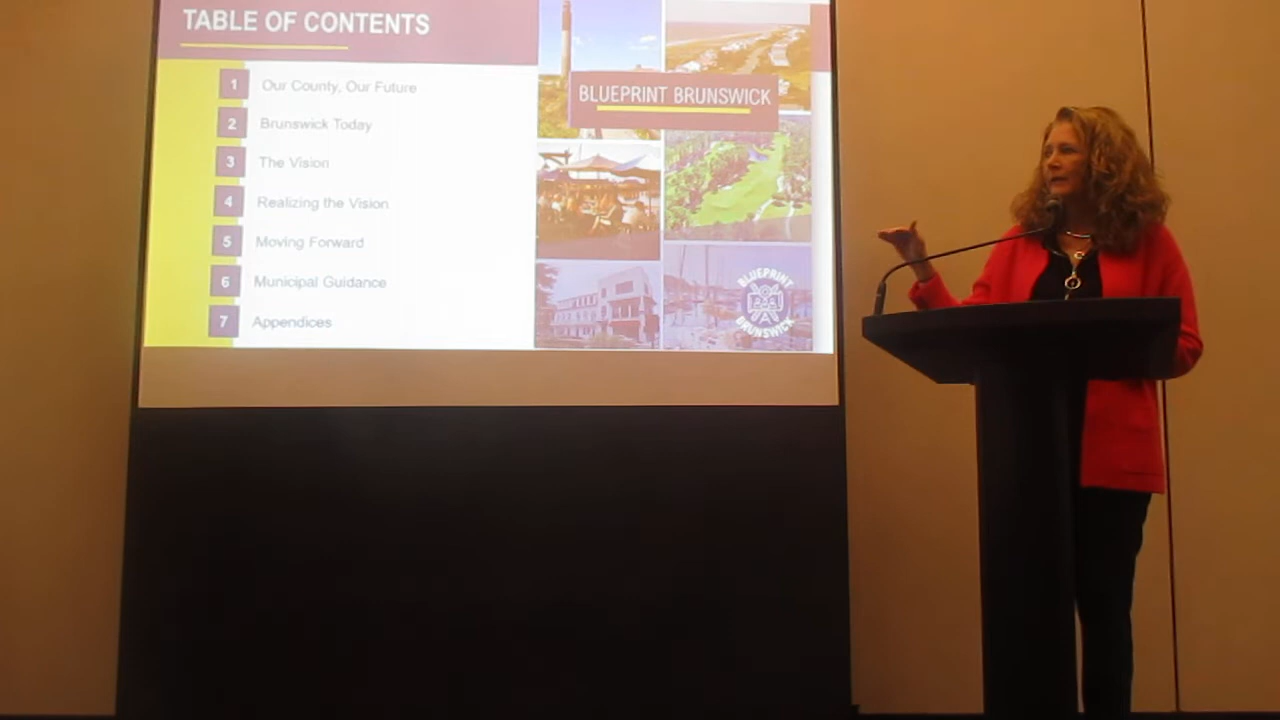 TABLE OF CONTENTS
1 Our County, Our Future
2 Brunswick Today
3 The Vision
4 Realizing the Vision
5 Moving Forward
6 Municipal Guidance
7 Appendices
BLUEPRINT BRUNSWICK
BLUEPRINT
BRUNSWICK